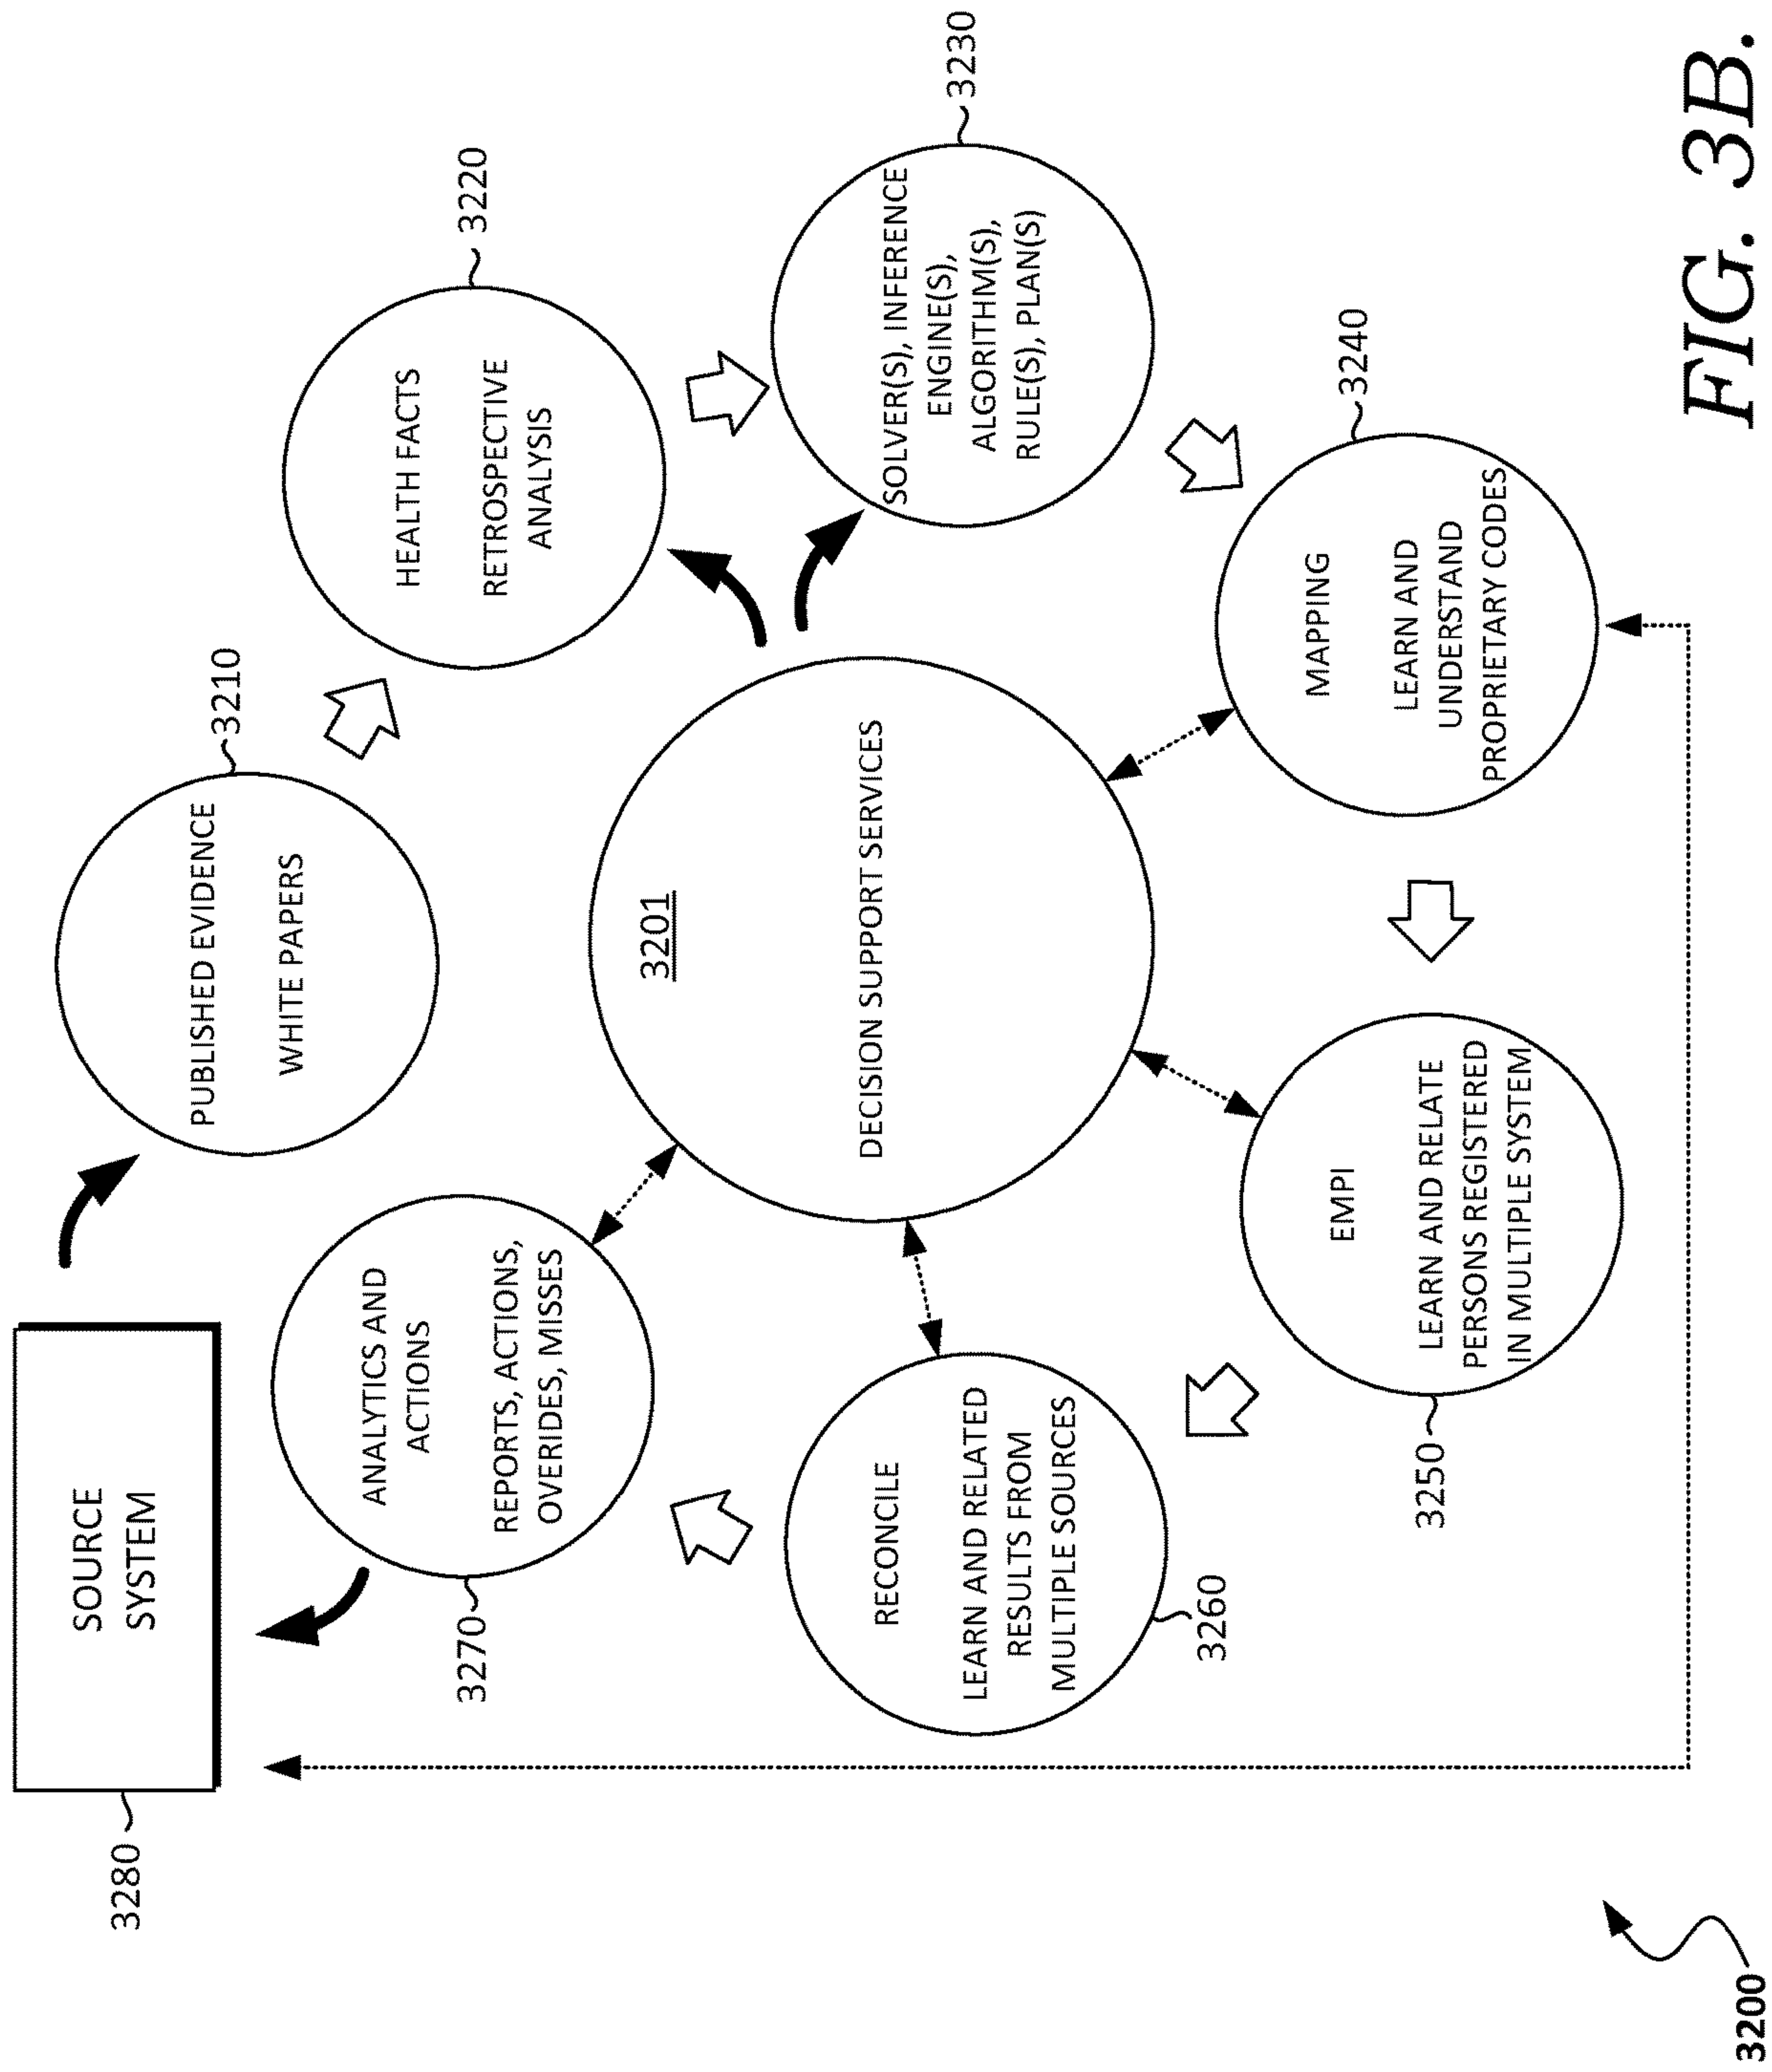 3280
SOURCE
SYSTEM
3210
PUBLISHED EVIDENCE
WHITE PAPERS
3220
HEALTH FACTS
RETROSPECTIVE
ANALYSIS
3230
SOLVER(S), INFERENCE
ENGINE(S),
ALGORITHM(S),
RULE(S), PLAN(S)
3240
MAPPING
LEARN AND
UNDERSTAND
PROPRIETARY CODES
3250
EMPI
LEARN AND RELATE
PERSONS REGISTERED
IN MULTIPLE SYSTEM
3260
RECONCILE
LEARN AND RELATED
RESULTS FROM
MULTIPLE SOURCES
3270
ANALYTICS AND
ACTIONS
REPORTS, ACTIONS,
OVERIDES, MISSES
3201
DECISION SUPPORT SERVICES
3200
FIG. 3B.